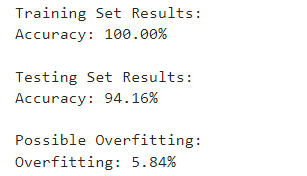 Training Set Results:
Accuracy: 100.00%
Testing Set Results:
Accuracy: 94.16%
Possible Overfitting:
Overfitting: 5.84%